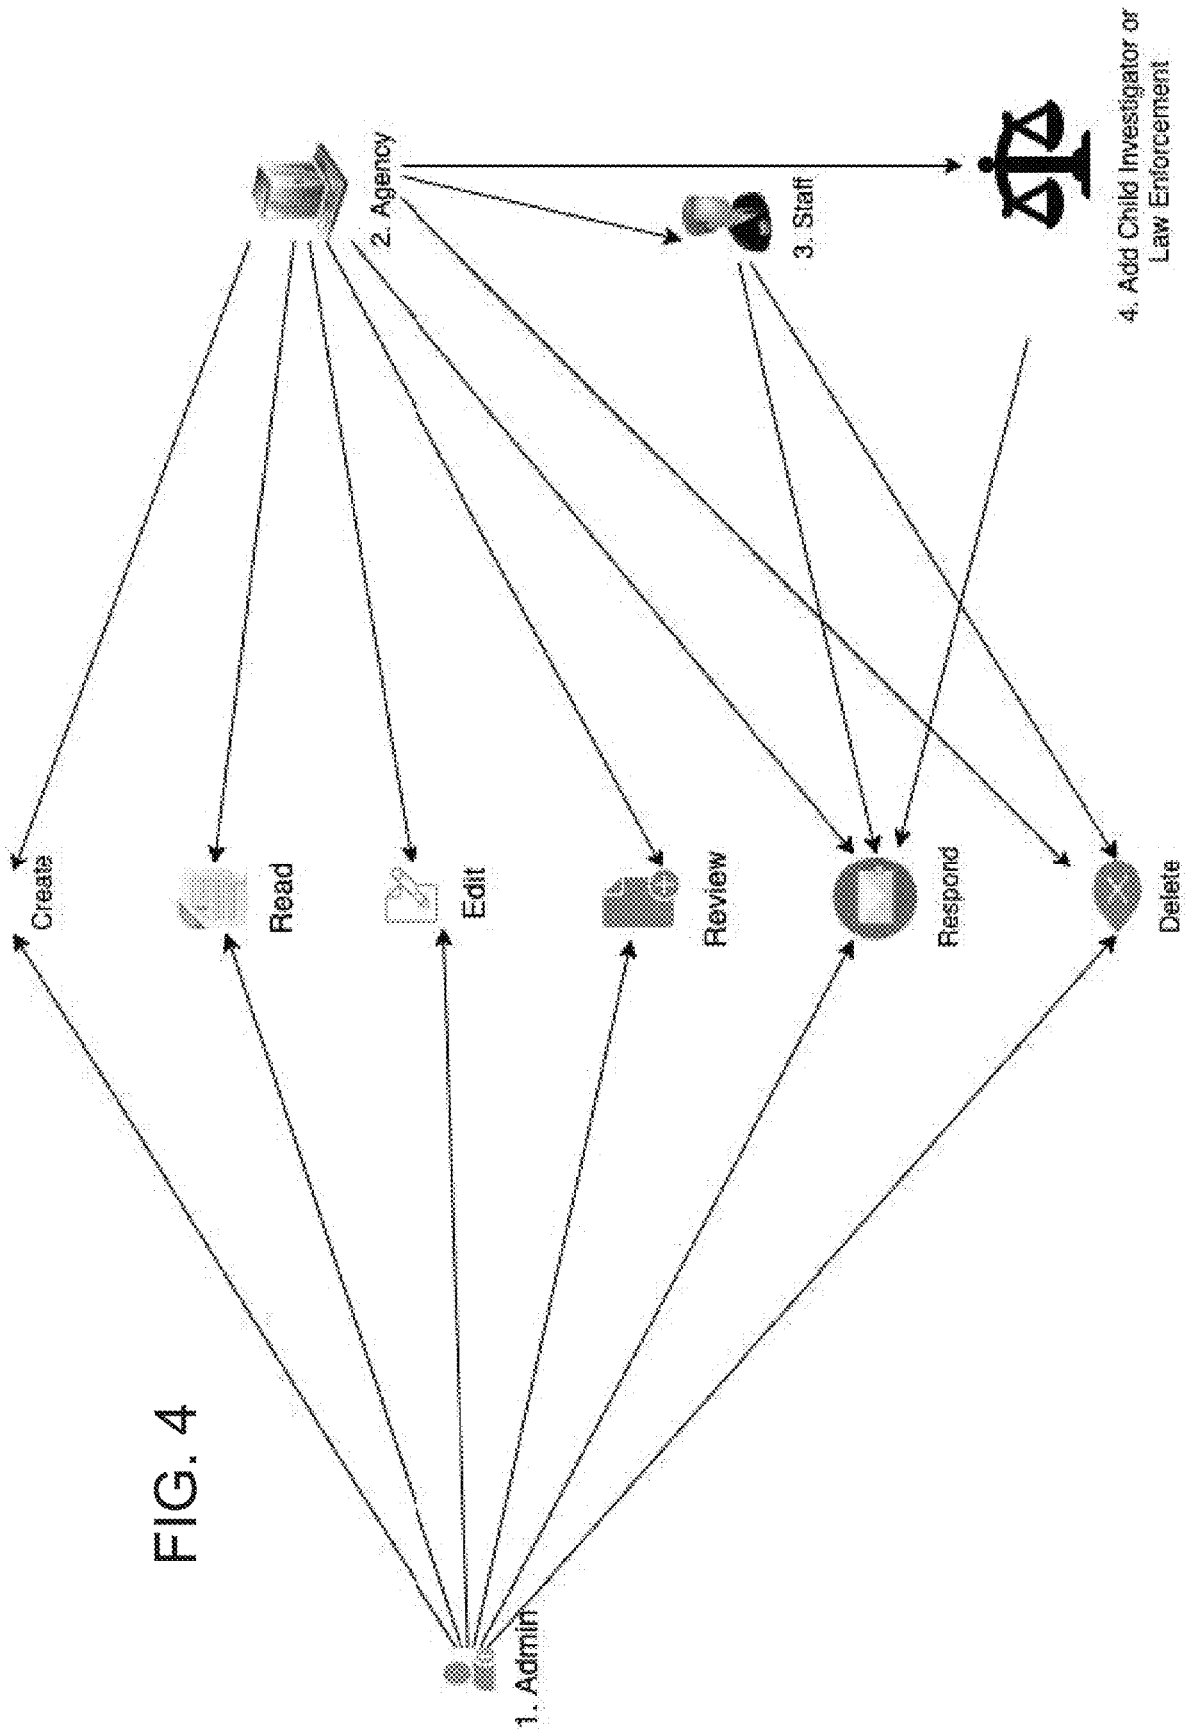 FIG. 4
1. Admin
Create
Read
Edit
Review
Respond
Delete
2. Agency
3. Staff
4. Add Child Investigator or
Law Enforcement